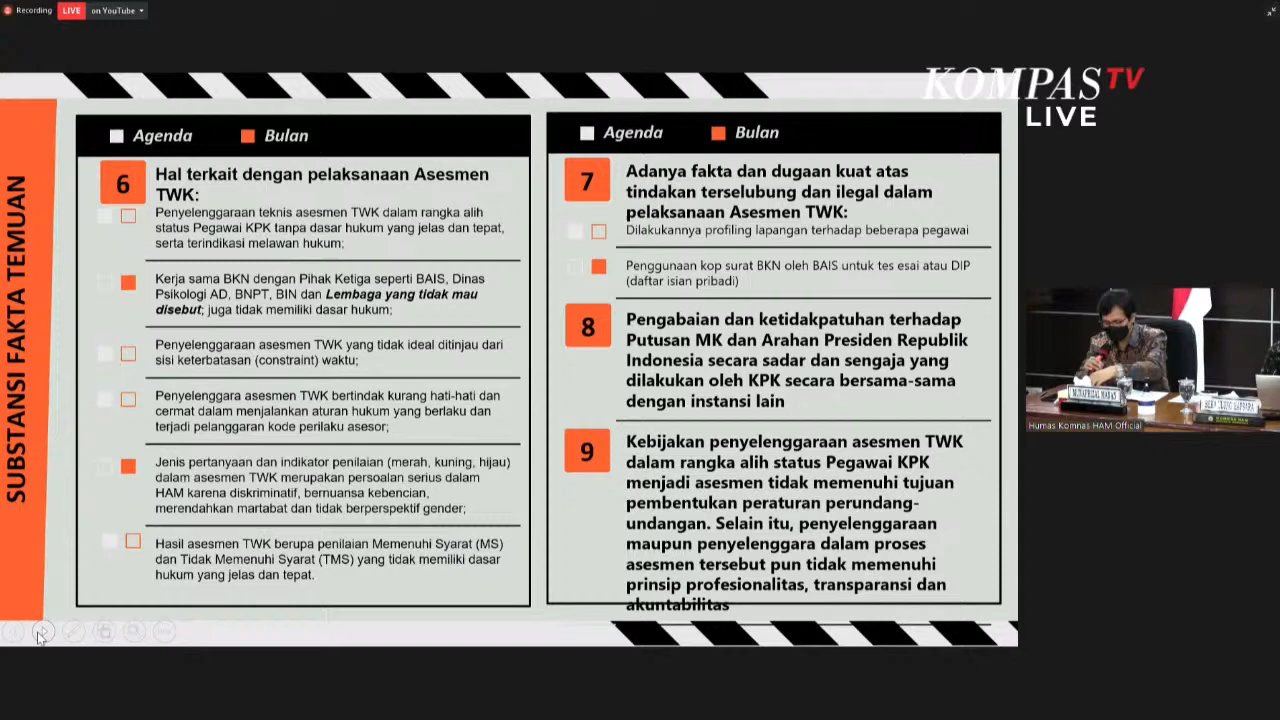 Recording
LIVE
on YouTube
KOMPASTV
LIVE
SUBSTANSI FAKTA TEMUAN
Agenda
Bulan
6
Hal terkait dengan pelaksanaan Asesmen
TWK:
Penyelenggaraan teknis asesmen TWK dalam rangka alih
status Pegawai KPK tanpa dasar hukum yang jelas dan tepat,
serta terindikasi melawan hukum;
Kerja sama BKN dengan Pihak Ketiga seperti BAIS, Dinas
Psikologi AD, BNPT, BIN dan Lembaga yang tidak mau
disebut; juga tidak memiliki dasar hukum;
Penyelenggaraan asesmen TWK yang tidak ideal ditinjau dari
sisi keterbatasan (constraint) waktu;
Penyelenggara asesmen TWK bertindak kurang hati-hati dan
cermat dalam menjalankan aturan hukum yang berlaku dan
terjadi pelanggaran kode perilaku asesor;
Jenis pertanyaan dan indikator penilaian (merah, kuning, hijau)
dalam asesmen TWK merupakan persoalan serius dalam
HAM karena diskriminatif, bernuansa kebencian,
merendahkan martabat dan tidak berperspektif gender;
Hasil asesmen TWK berupa penilaian Memenuhi Syarat (MS)
dan Tidak Memenuhi Syarat (TMS) yang tidak memiliki dasar
hukum yang jelas dan tepat.
Agenda
Bulan
7
Adanya fakta dan dugaan kuat atas
tindakan terselubung dan ilegal dalam
pelaksanaan Asesmen TWK:
Dilakukannya profiling lapangan terhadap beberapa pegawai
Penggunaan kop surat BKN oleh BAIS untuk tes esai atau DIP
(daftar isian pribadi)
8
Pengabaian dan ketidakpatuhan terhadap
Putusan MK dan Arahan Presiden Republik
Indonesia secara sadar dan sengaja yang
dilakukan oleh KPK secara bersama-sama
dengan instansi lain
9
Kebijakan penyelenggaraan asesmen TWK
dalam rangka alih status Pegawai KPK
menjadi asesmen tidak memenuhi tujuan
pembentukan peraturan perundang-
undangan. Selain itu, penyelenggaraan
maupun penyelenggara dalam proses
asesmen tersebut pun tidak memenuhi
prinsip profesionalitas, transparansi dan
akuntabilitas
Humas Komnas HAM Official